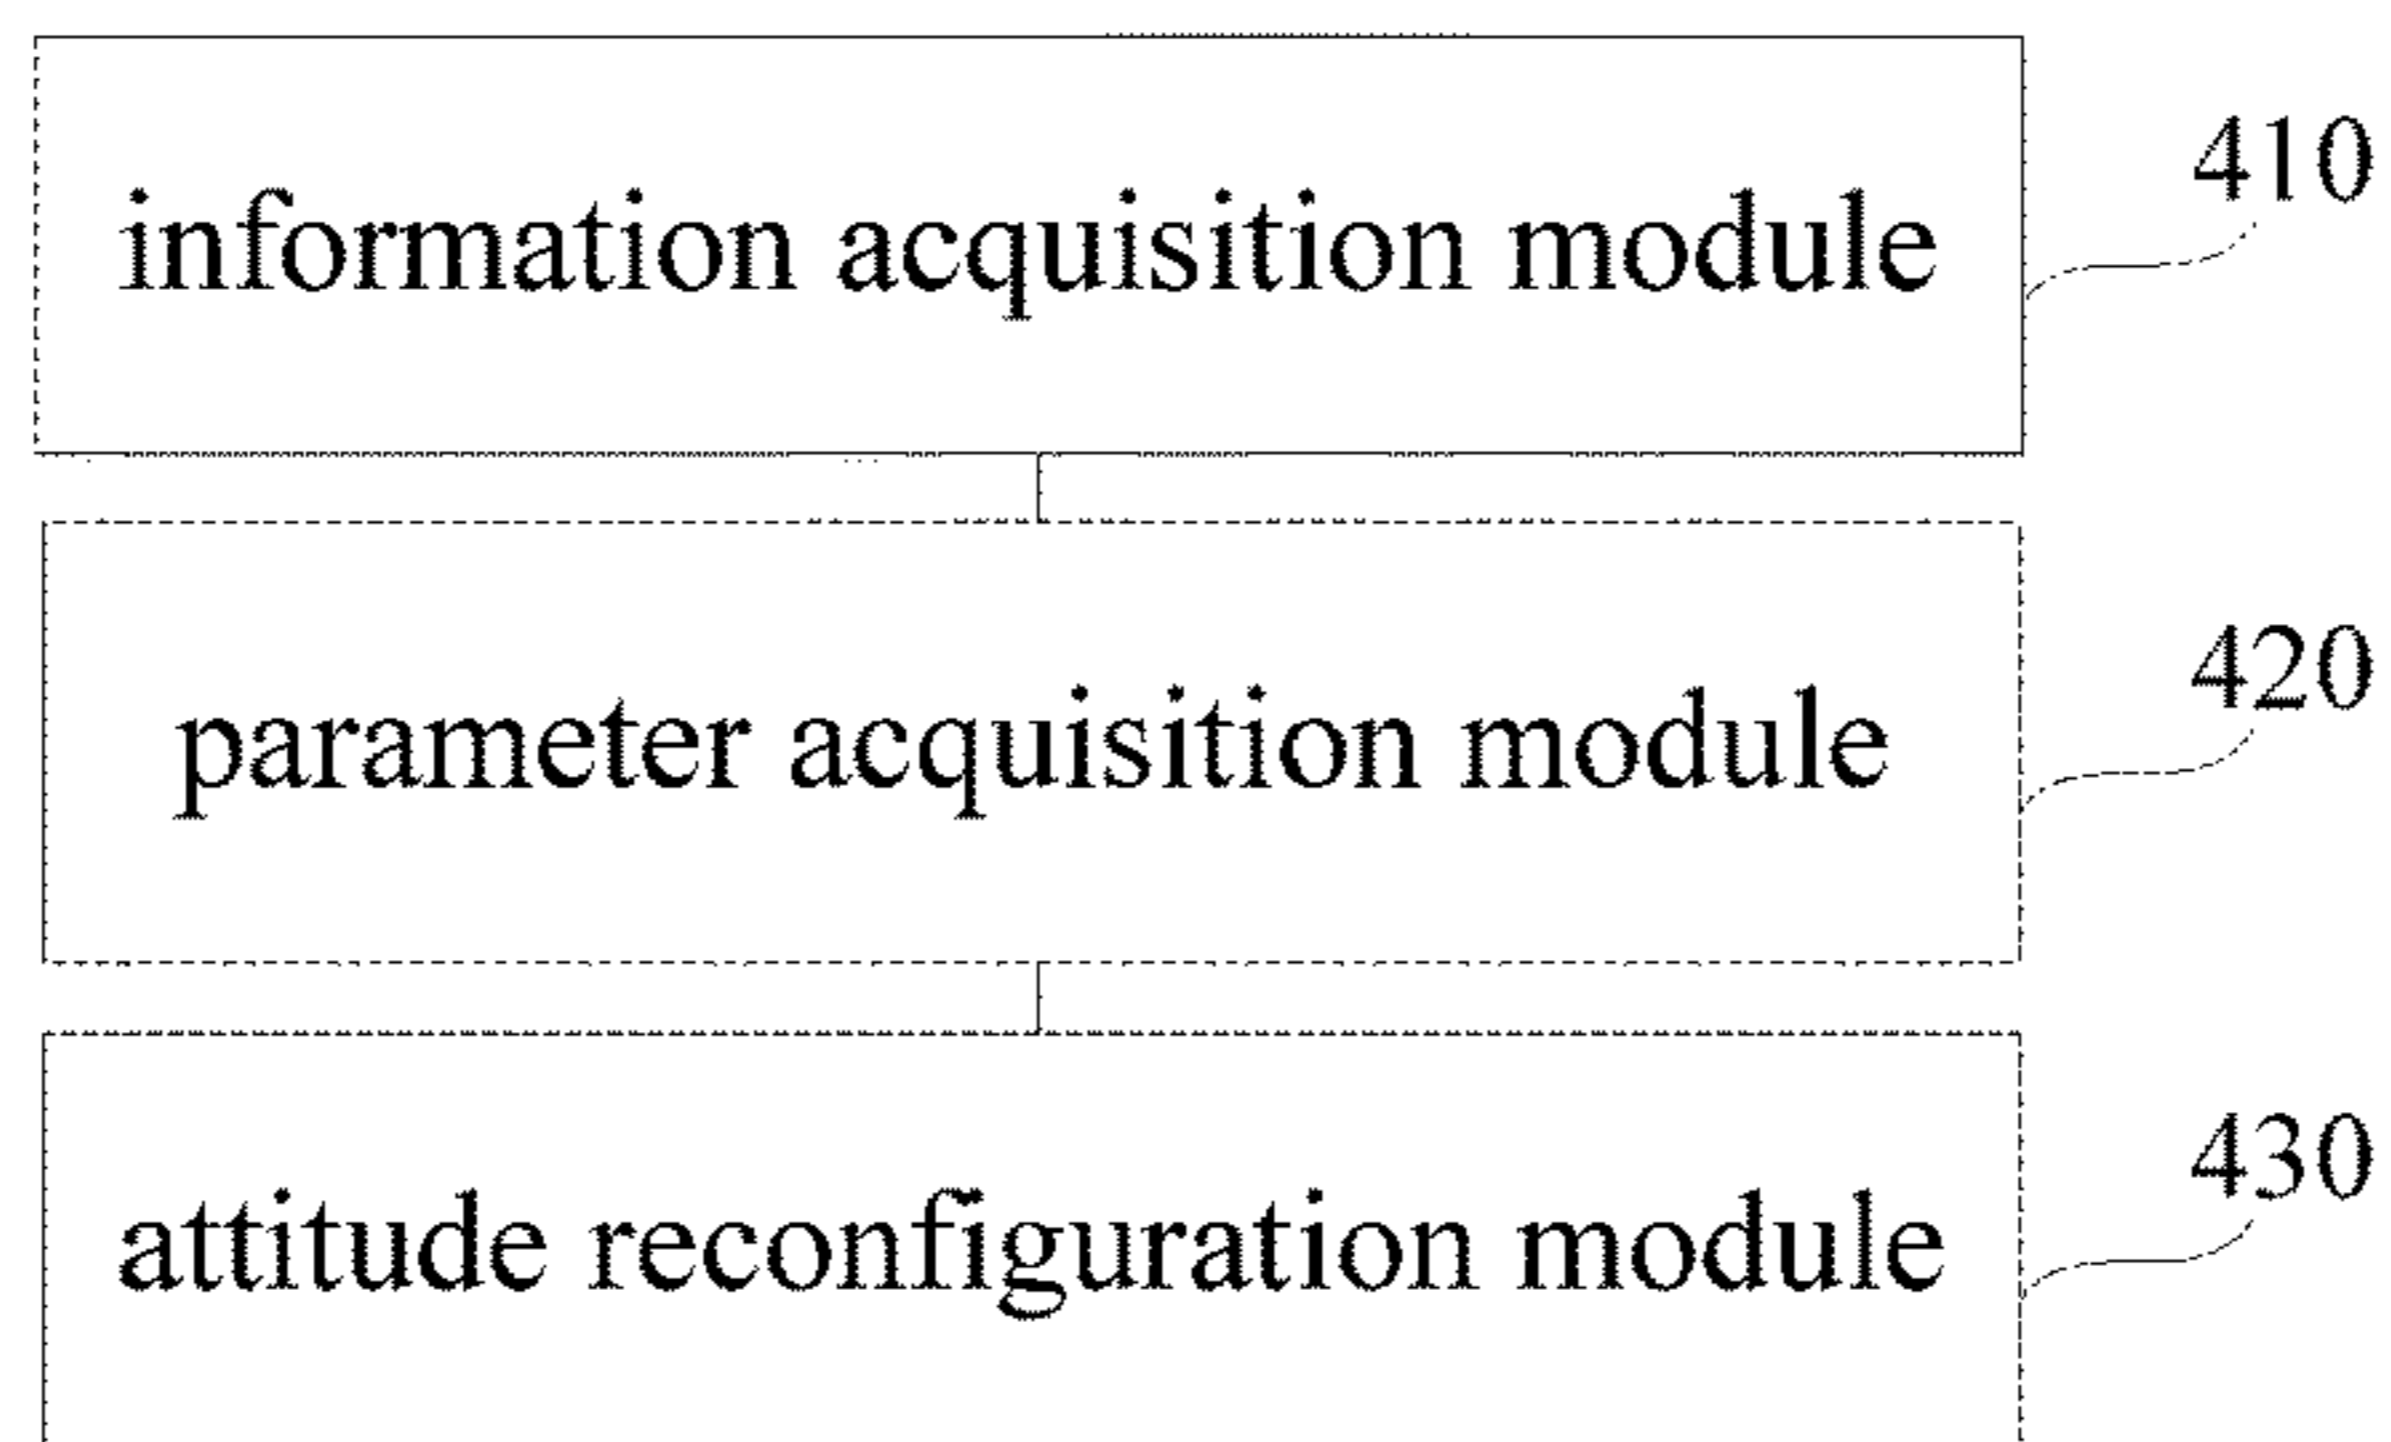 410
information acquisition module
420
parameter acquisition module
430
attitude reconfiguration module